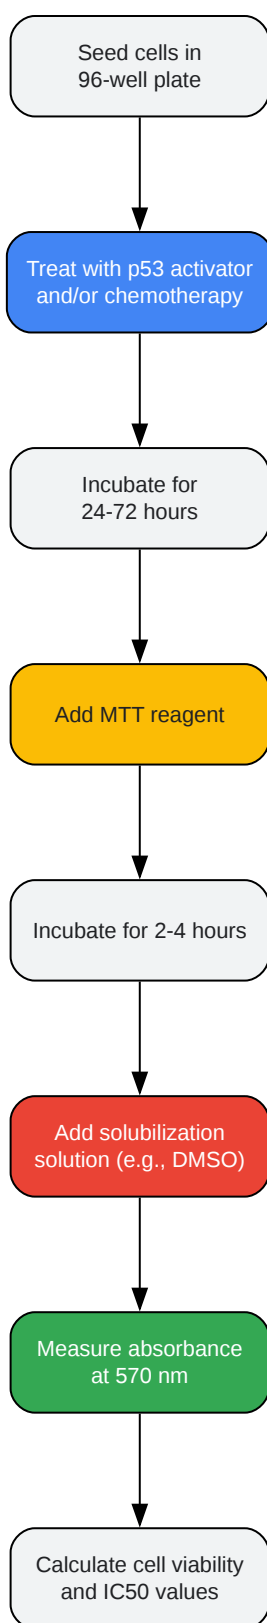 Seed cells in
96-well plate
Treat with p53 activator
and/or chemotherapy
Incubate for
24-72 hours
Add MTT reagent
Incubate for 2-4 hours
Add solubilization
solution (e.g., DMSO)
Measure absorbance
at 570 nm
Calculate cell viability
and IC50 values